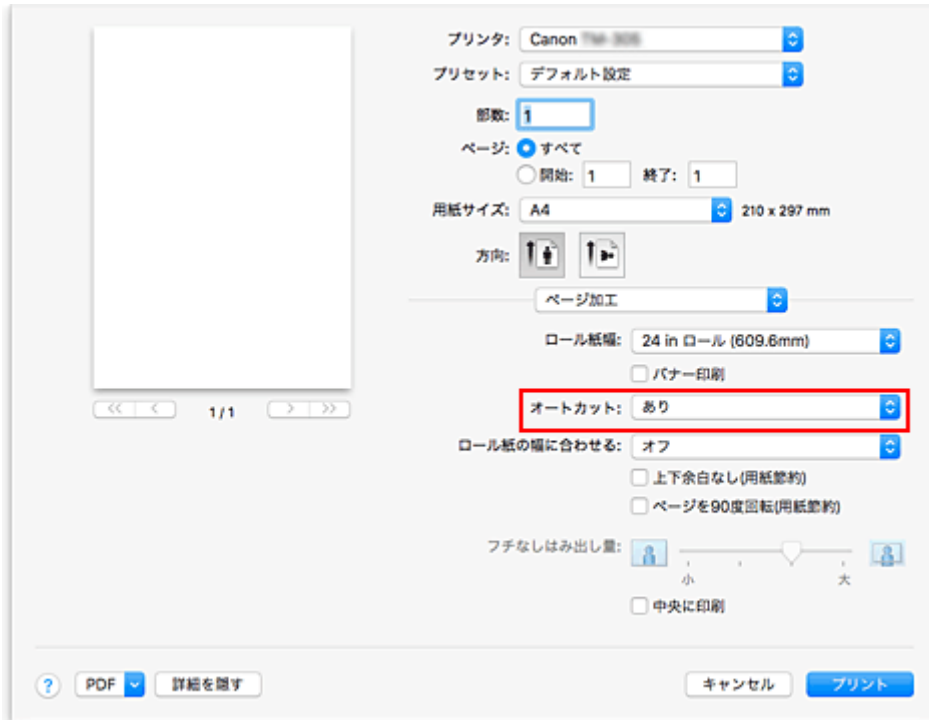 プリンタ: Canon
プリセット: デフォルト設定
部数: 1
ページ: すべて
開始: 1 終了: 1
用紙サイズ: A4 210 x 297 mm
方向:
ページ加工
ロール紙幅: 24 in ロール (609.6mm)
バナー印刷
<< < 1 / 1 > >>
オートカット: あり
ロール紙の幅に合わせる: オフ
上下余白なし(用紙節約)
ページを90度回転(用紙節約)
フチなしはみ出し量:
小 大
中央に印刷
? PDF 詳細を隠す キャンセル プリント